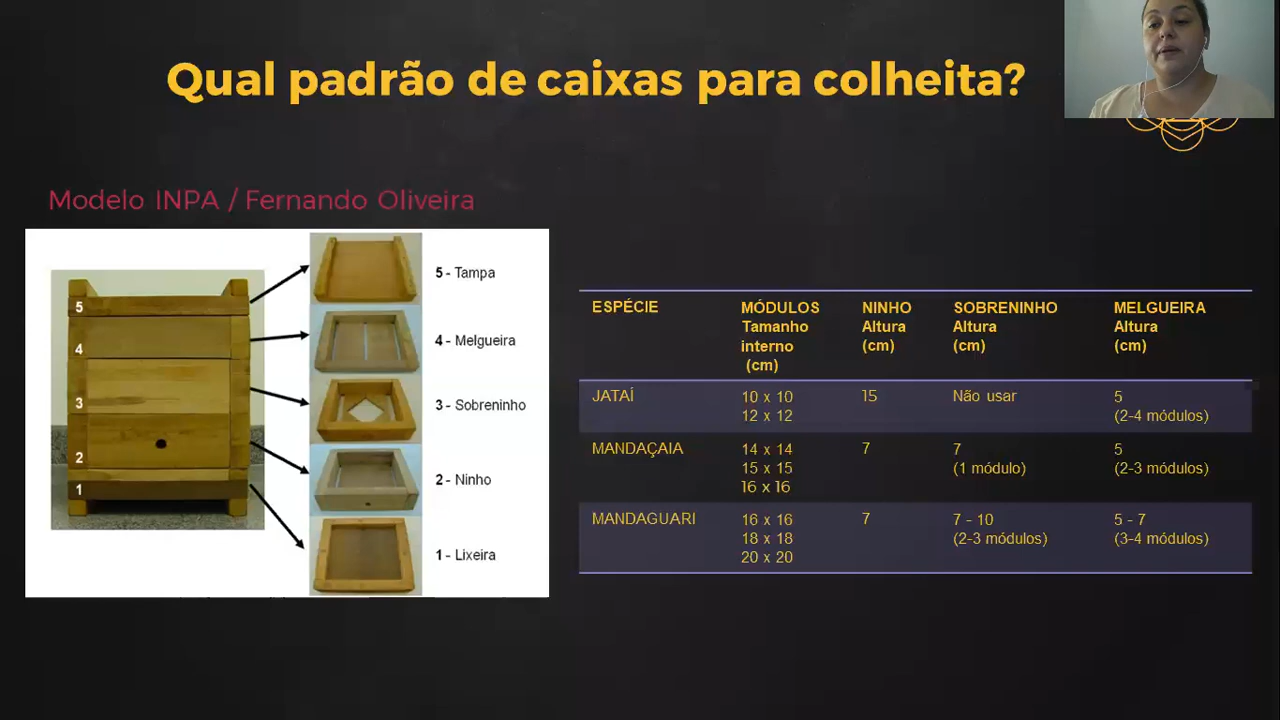 Qual padrão de caixas para colheita?
Modelo INPA / Fernando Oliveira
5
4
3
2
1
5 - Tampa
4 - Melgueira
3 - Sobreninho
2 - Ninho
1 - Lixeira
ESPÉCIE MÓDULOS Tamanho interno (cm) NINHO Altura (cm) SOBRENINHO Altura (cm) MELGUEIRA Altura (cm)
JATAÍ 10 x 10 12 x 12 15 Não usar 5 (2-4 módulos)
MANDAÇAIA 14 x 14 15 x 15 16 x 16 7 7 (1 módulo) 5 (2-3 módulos)
MANDAGUARI 16 x 16 18 x 18 20 x 20 7 7 - 10 (2-3 módulos) 5 - 7 (3-4 módulos)